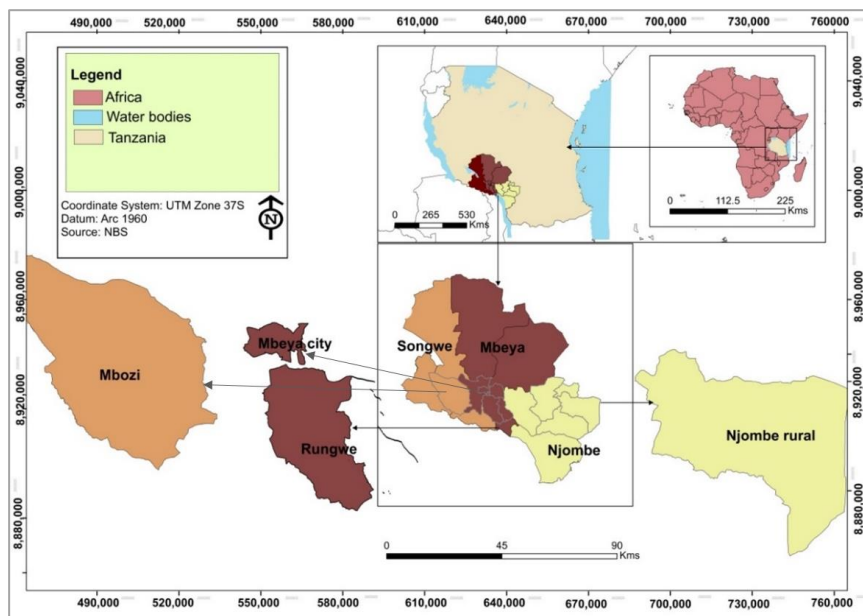 490,000 520,000 550,000 580,000 610,000 640,000 670,000 700,000 730,000 760000
9,040,000
9,000,000
8,960,000
8,920,000
8,880,000
Legend
Africa
Water bodies
Tanzania
Coordinate System: UTM Zone 37S
Datum: Arc 1960
Source: NBS
N
0 265 530
Kms
0 112.5 225
Kms
Mbozi
Mbeya city
Rungwe
Songwe
Mbeya
Njombe
Njombe rural
0 45 90
Kms
9,040,000
9,000,000
8,960,000
8,920,000
8,880,000
490,000 520,000 550,000 580,000 610,000 640,000 670,000 700,000 730,000 760,000